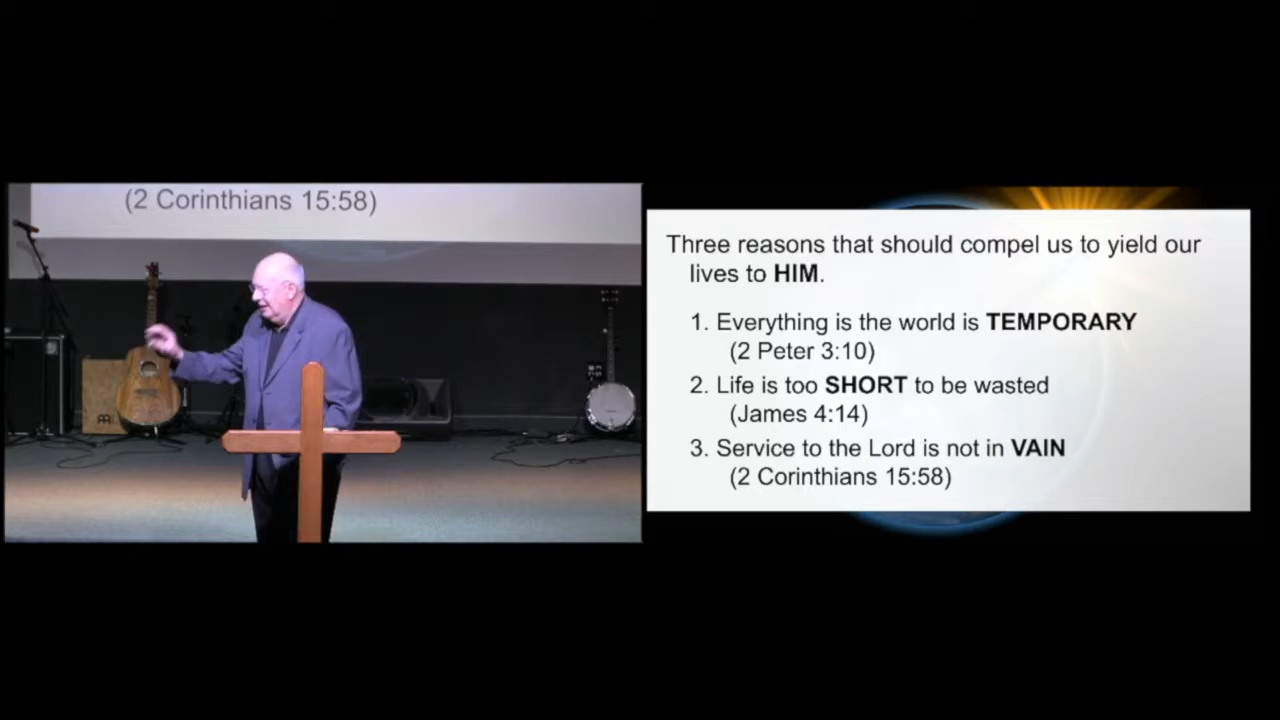 (2 Corinthians 15:58)
Three reasons that should compel us to yield our
lives to HIM.
1. Everything is the world is TEMPORARY
(2 Peter 3:10)
2. Life is too SHORT to be wasted
(James 4:14)
3. Service to the Lord is not in VAIN
(2 Corinthians 15:58)